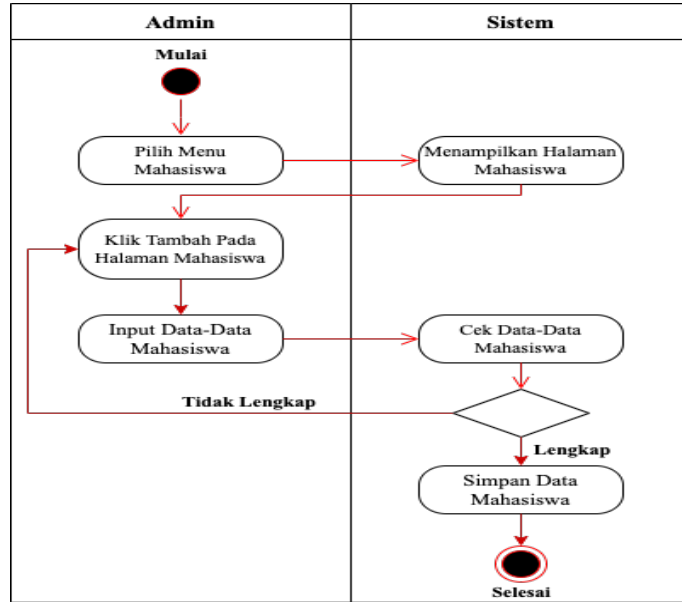 Admin
Sistem
Mulai
Pilih Menu
Mahasiswa
Menampilkan Halaman
Mahasiswa
Klik Tambah Pada
Halaman Mahasiswa
Input Data-Data
Mahasiswa
Cek Data-Data
Mahasiswa
Tidak Lengkap
Lengkap
Simpan Data
Mahasiswa
Selesai